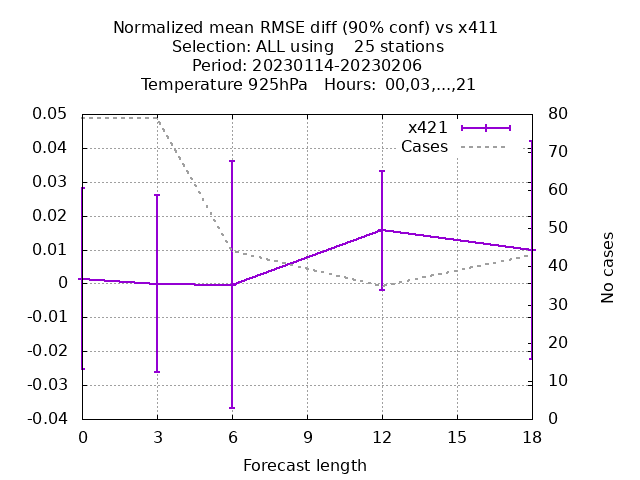 Normalized mean RMSE diff (90% conf) vs x411
Selection: ALL using    25 stations
Period: 20230114-20230206
Temperature 925hPa   Hours: 00,03,...,21
x421
Cases
0.05
0.04
0.03
0.02
0.01
0
-0.01
-0.02
-0.03
-0.04
80
70
60
50
40
30
20
10
0
No cases
0 3 6 9 12 15 18
Forecast length